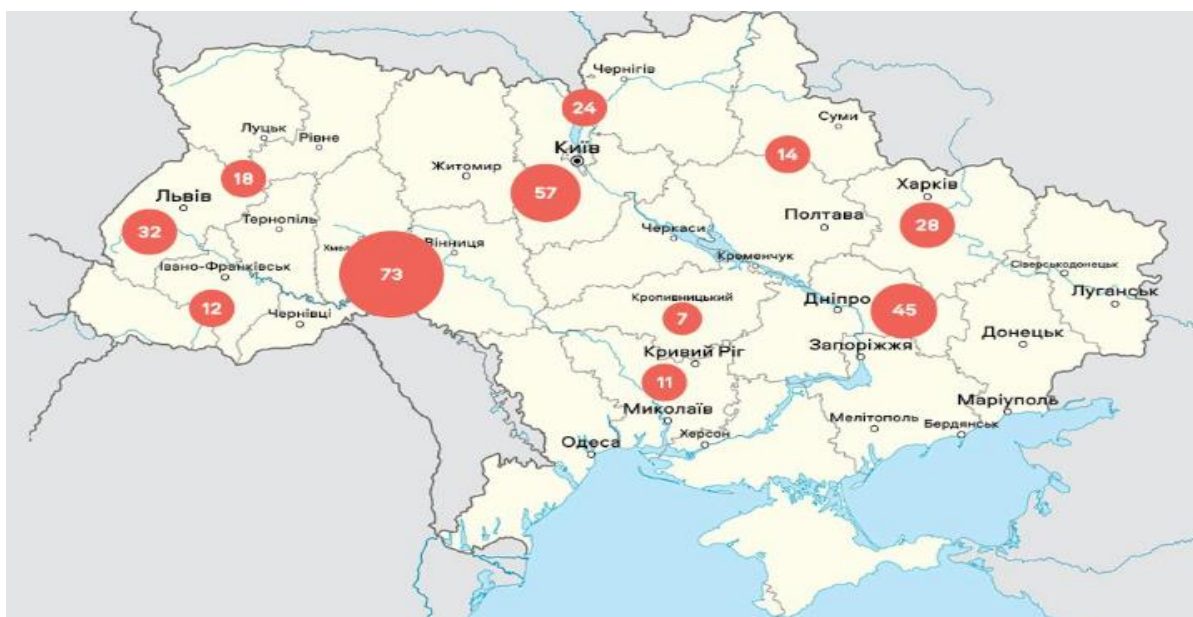 Чернігів
24
Суми
Луцьк
Рівне
Київ
14
Житомир
18
57
Харків
Львів
32
Тернопіль
Полтава
28
Черкаси
Вінниця
Кременчук
Сіверськодонецьк
Івано-Франківськ
73
Луганськ
12
Чернівці
Кропивницький
7
Дніпро
45
Донецьк
Запоріжжя
Кривий Ріг
11
Миколаїв
Маріуполь
Мелітополь
Бердянськ
Херсон
Одеса